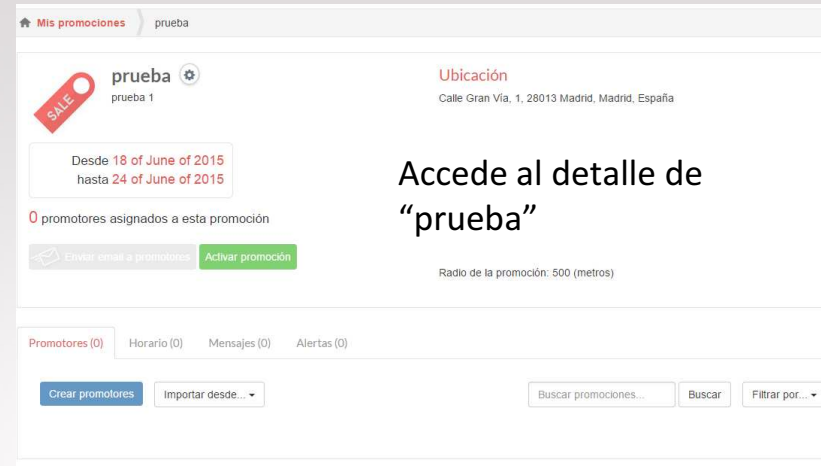 Mis promociones
prueba
prueba
prueba 1
SALE
Desde 18 of June of 2015
hasta 24 of June of 2015
0 promotores asignados a esta promoción
Enviar email a promotores
Activar promoción
Ubicación
Calle Gran Vía, 1, 28013 Madrid, Madrid, España
Accede al detalle de
“prueba”
Radio de la promoción: 500 (metros)
Promotores (0)
Horario (0)
Mensajes (0)
Alertas (0)
Crear promotores
Importar desde...
Buscar promociones...
Buscar
Filtrar por...